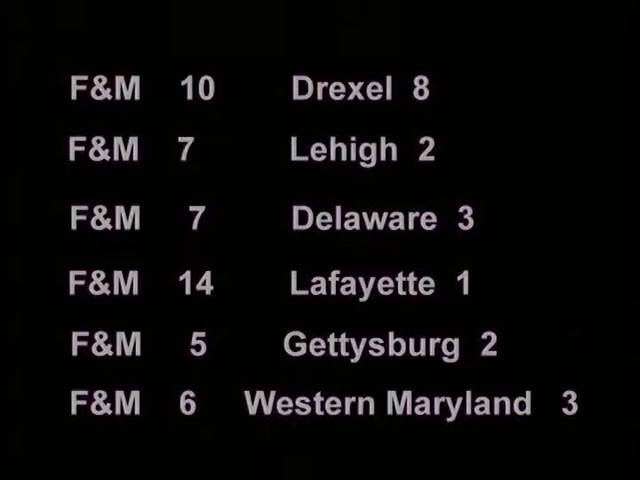 F&M 10 Drexel 8
F&M 7 Lehigh 2
F&M 7 Delaware 3
F&M 14 Lafayette 1
F&M 5 Gettysburg 2
F&M 6 Western Maryland 3